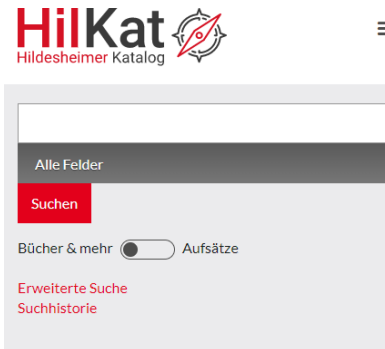 HilKat
Hildesheimer Katalog
Alle Felder
Suchen
Bücher & mehr Aufsätze
Erweiterte Suche
Suchhistorie